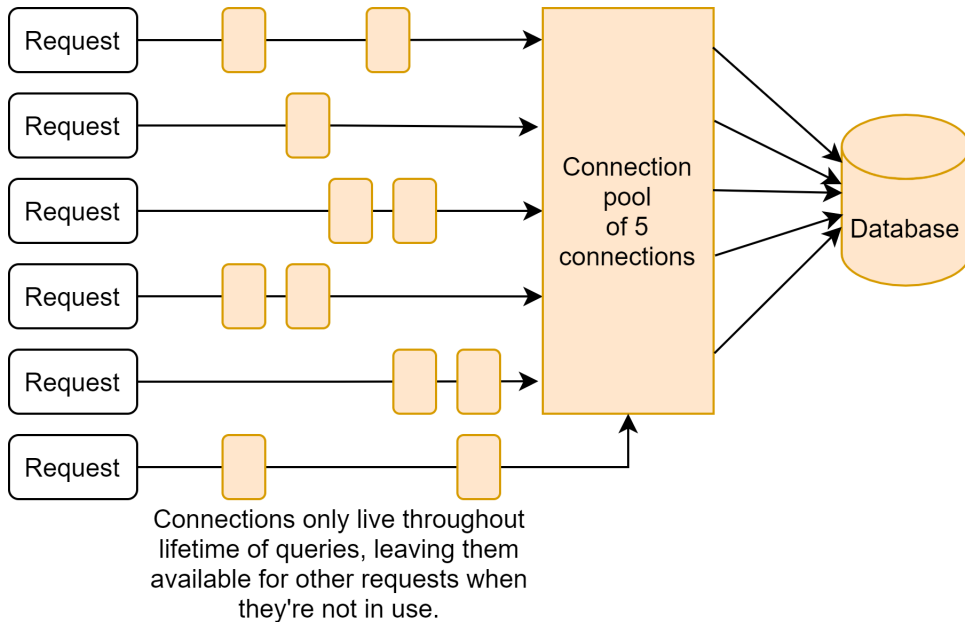 Request
Request
Request
Request
Request
Request
Connection
pool
of 5
connections
Database
Connections only live throughout
lifetime of queries, leaving them
available for other requests when
they're not in use.